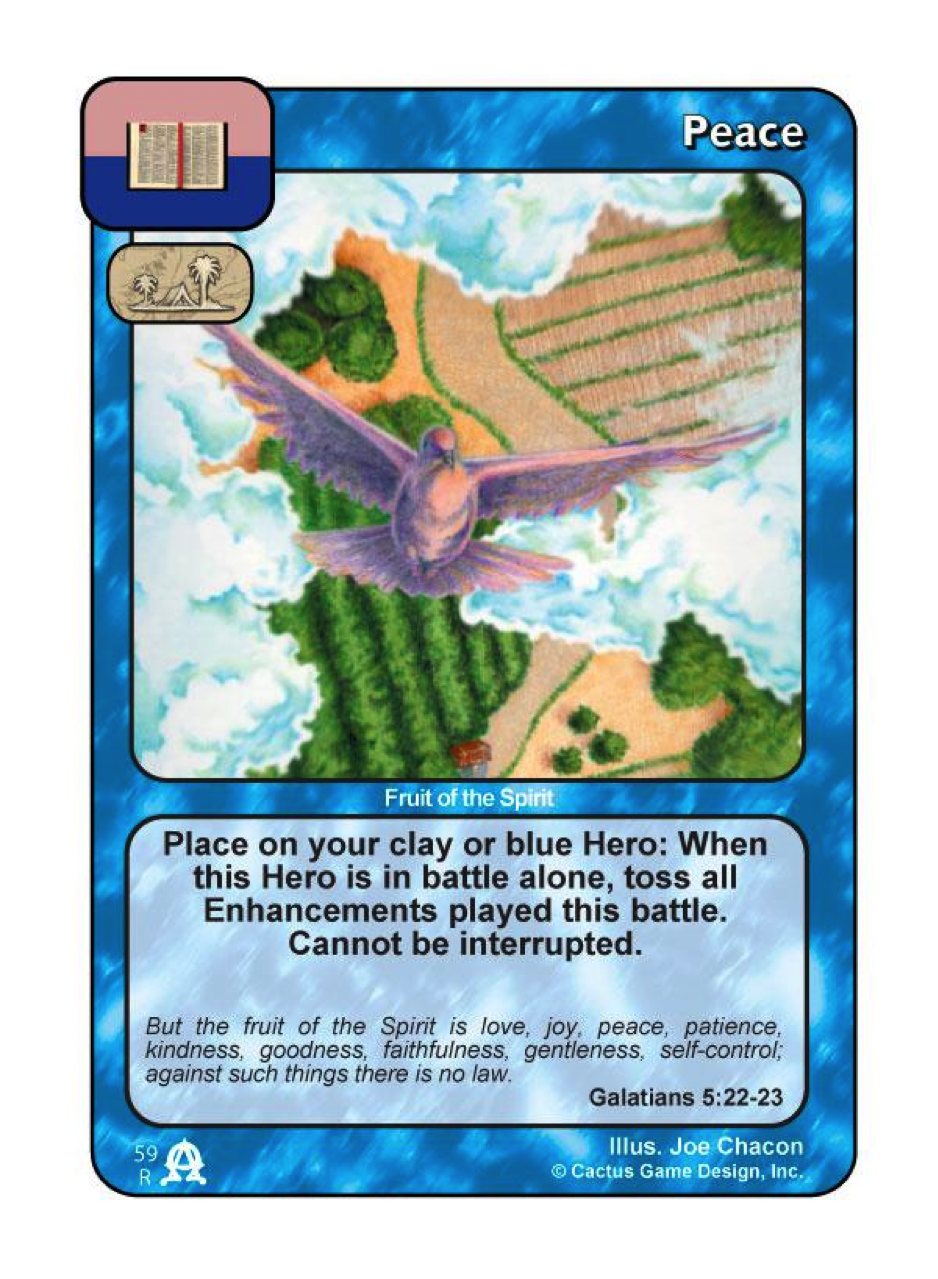 Peace
Fruit of the Spirit
Place on your clay or blue Hero: When
this Hero is in battle alone, toss all
Enhancements played this battle.
Cannot be interrupted.
But the fruit of the Spirit is love, joy, peace, patience,
kindness, goodness, faithfulness, gentleness, self-control;
against such things there is no law.
Galatians 5:22-23
59
R
Illus. Joe Chacon
© Cactus Game Design, Inc.